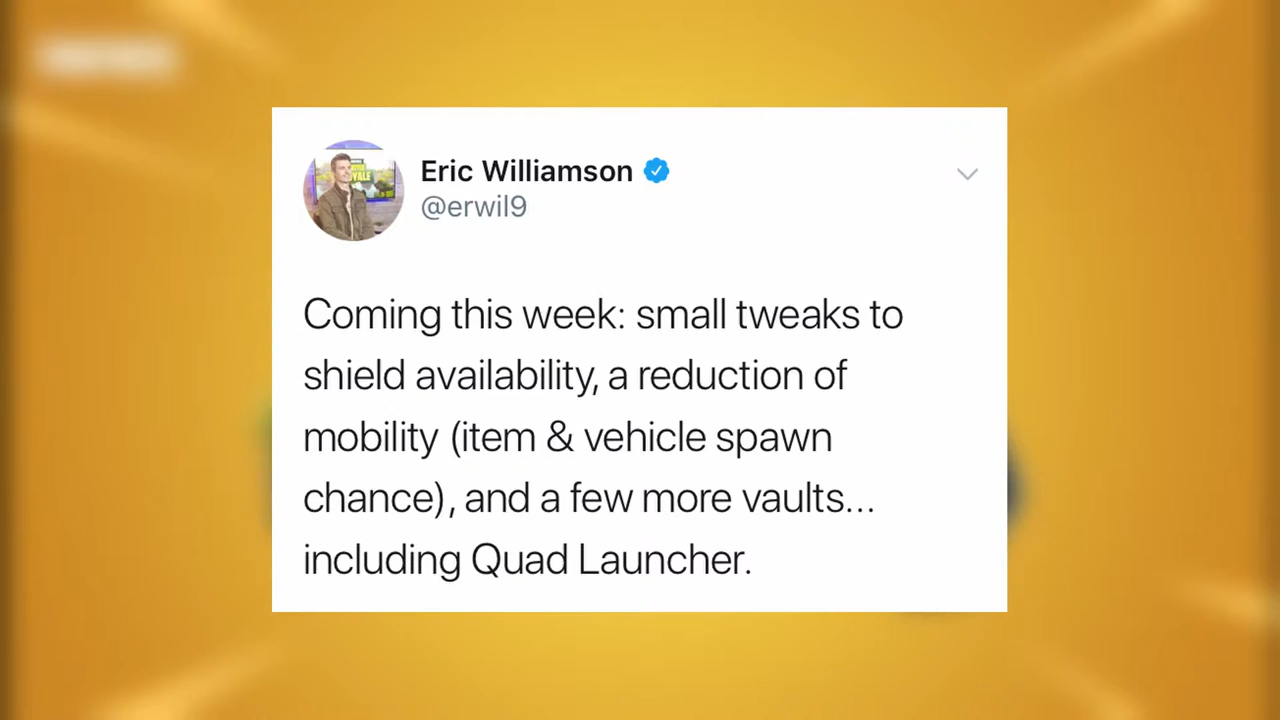 Eric Williamson
@erwil9
Coming this week: small tweaks to
shield availability, a reduction of
mobility (item & vehicle spawn
chance), and a few more vaults...
including Quad Launcher.